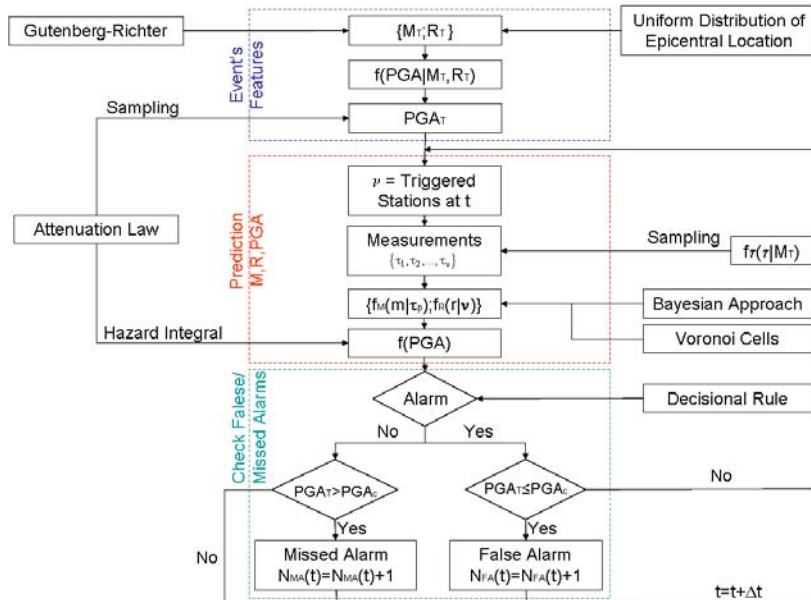 Gutenberg-Richter
{MT;RT}
Uniform Distribution of
Epicentral Location
f(PGA|MT,RT)
Event's
Features
Sampling
PGAT
ν = Triggered
Stations at t
Attenuation Law
Measurements
{τ1,τ2,...,τν}
Sampling
fτ(τ|MT)
Prediction
M,R,PGA
{fM(m|τp);fR(r|ν)}
Bayesian Approach
Voronoi Cells
Hazard Integral
f(PGA)
Alarm
Decisional Rule
Check Falese/
Missed Alarms
No
Yes
PGAT>PGAc
PGAT≤PGAc
No
No
Yes
Yes
Missed Alarm
NMA(t)=NMA(t)+1
False Alarm
NFA(t)=NFA(t)+1
t=t+Δt